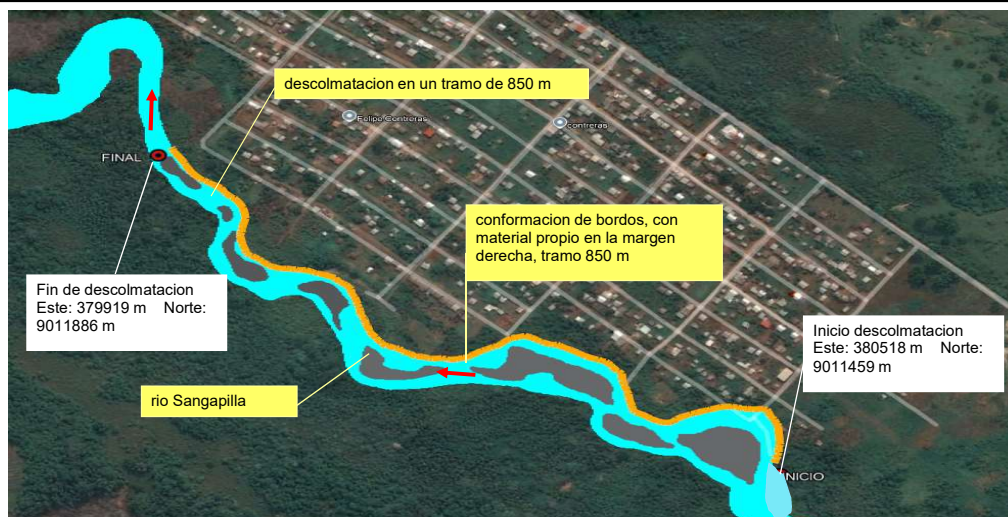 descolmatacion en un tramo de 850 m
Felipo Contreras
contreras
FINAL
conformacion de bordos, con
material propio en la margen
derecha, tramo 850 m
Fin de descolmatacion
Este: 379919 m    Norte:
9011886 m
Inicio descolmatacion
Este: 380518 m    Norte:
9011459 m
rio Sangapilla
INICIO